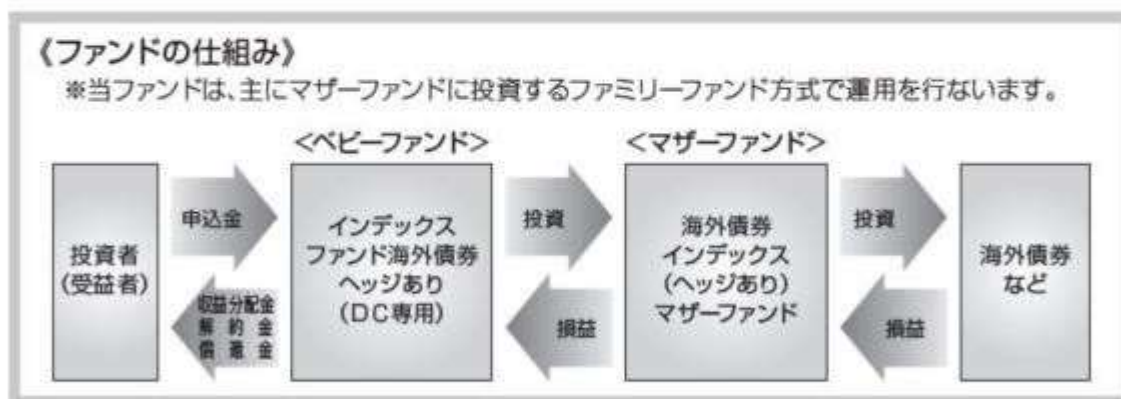 《ファンドの仕組み》
※当ファンドは、主にマザーファンドに投資するファミリーファンド方式で運用を行ないます。
<ベビーファンド>
<マザーファンド>
投資者
(受益者)
申込金
収益分配金
解約金
償還金
インデックス
ファンド海外債券
ヘッジあり
(DC専用)
投資
損益
海外債券
インデックス
(ヘッジあり)
マザーファンド
投資
損益
海外債券
など